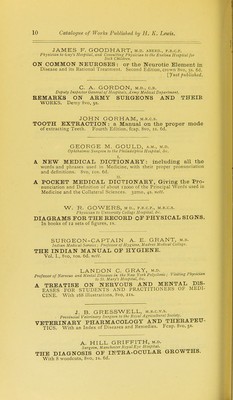 10 Catalogue of Works Published by H. K. Lewis.
JAMES F. GOODHART, M.D. ABERD., F.R.C.P.
Physician to Guy's Hospital, and Consulting Physician to the Evelina Hospital for
Sick Children.
ON COMMON NEUROSES: or the Neurotic Element in
Disease and its Rational Treatment. Second Edition, crown 8vo, 3s. 6d.
[Just published.
C. A. GORDON, M.D., C.B.
Deputy Inspector General of Hospitals, Army Medical Department.
REMARKS ON ARMY SURGEONS AND THEIR
WORKS. Demy 8vo, 5s.
JOHN GORHAM, M.R.C.S.
TOOTH EXTRACTION: a Manual on the proper mode
of extracting Teeth. Fourth Edition, fcap. 8vo, 1s. 6d.
GEORGE M. GOULD, A.M., M.D.
Ophthalmic Surgeon to the Philadelphia Hospital, &c.
I.
A NEW MEDICAL DICTIONARY: including all the
words and phrases used in Medicine, with their proper pronunciation
and definitions. 8vo, 12s. 6d.
II.
A POCKET MEDICAL DICTIONARY, Giving the Pro-
nunciation and Definition of about 12000 of the Principal Words used in
Medicine and the Collateral Sciences. 32mo, 4s. nett.
W. R. GOWERS, M.D., F.R.C.P., M.R.C.S.
Physician to University College Hospital, &c.
DIAGRAMS FOR THE RECORD OF PHYSICAL SIGNS.
In books of 12 sets of figures, 1s.
SURGEON-CAPTAIN A. E. GRANT, M.B.
Indian Medical Service; Professor of Hygiene, Madras Medical College.
THE INDIAN MANUAL OF HYGIENE.
Vol. I., 8vo, 10s. 6d. nett.
LANDON C. GRAY, M.D.
Professor of Nervous and Mental Diseases in the New York Polyclinic; Visiting Physician
to St. Mary's Hospital, &c.
A TREATISE ON NERVOUS AND MENTAL DIS-
EASES FOR STUDENTS AND PRACTITIONERS OF MEDI-
CINE. With 168 illustrations, 8vo, 21s.
J. B. GRESSWELL, M.R.C.V.S.
Provincial Veterinary Surgeon to the Royal Agricultural Society.
VETERINARY PHARMACOLOGY AND THERAPEU-
TICS. With an Index of Diseases and Remedies. Fcap. 8vo, 5s.
A. HILL GRIFFITH, M.D.
Surgeon, Manchester Royal Eye Hospital.
THE DIAGNOSIS OF INTRA-OCULAR GROWTHS.
With 8 woodcuts, 8vo, 1s. 6d.